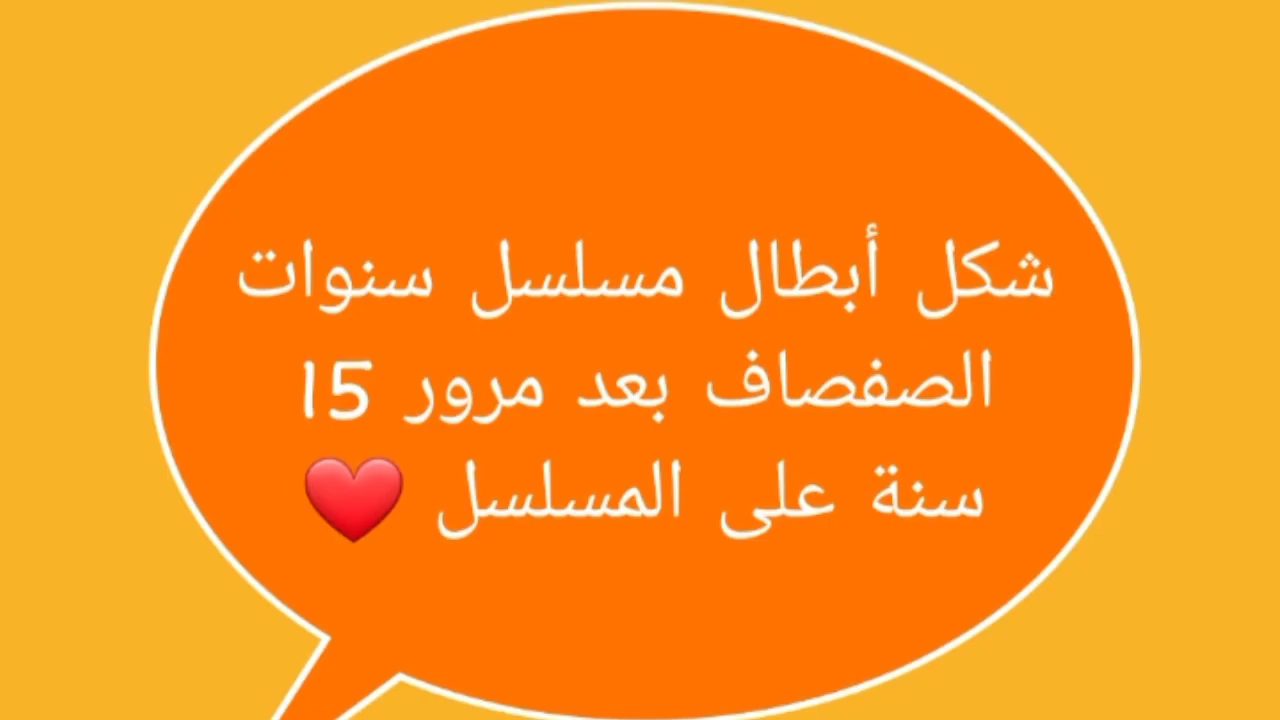 شكل أبطال مسلسل سنوات
الصفصاف بعد مرور 15
سنة على المسلسل ❤️